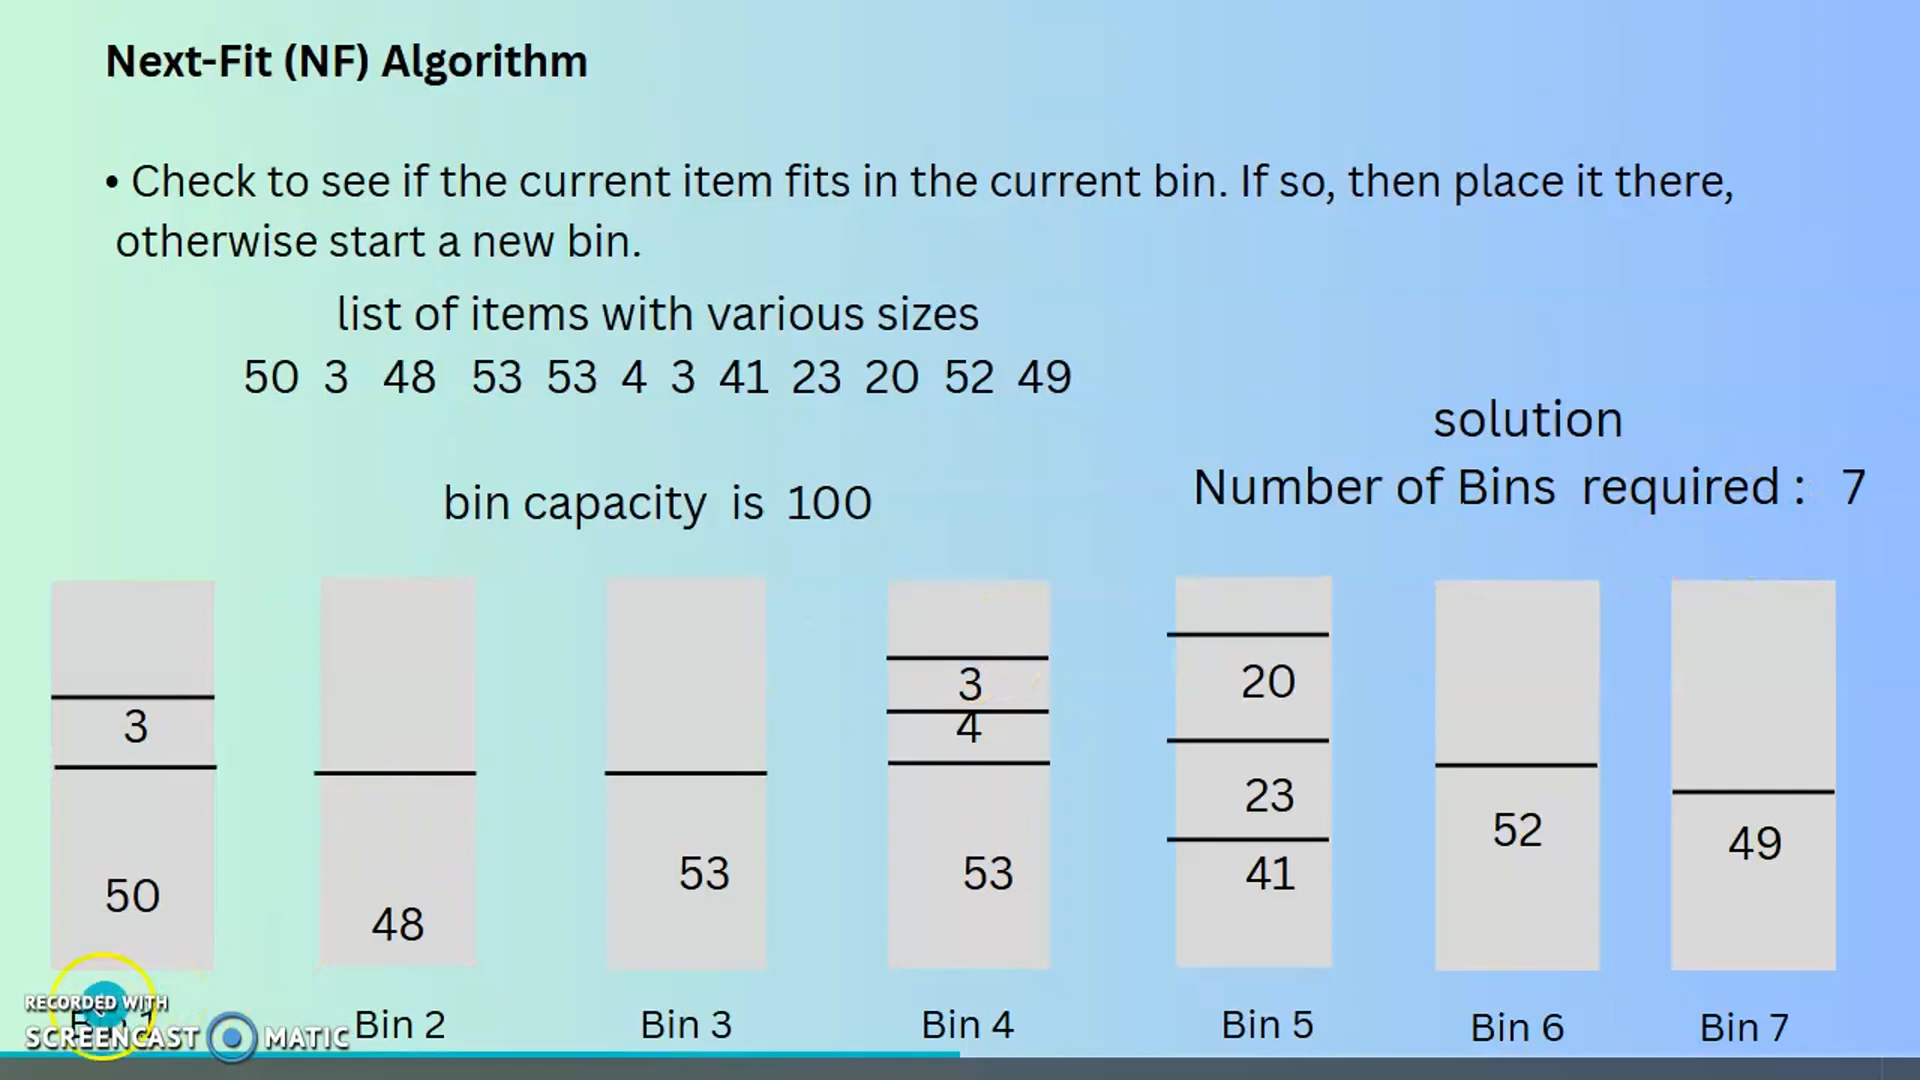 Next-Fit (NF) Algorithm
• Check to see if the current item fits in the current bin. If so, then place it there,
otherwise start a new bin.
list of items with various sizes
50 3 48 53 53 4 3 41 23 20 52 49
solution
Number of Bins required : 7
bin capacity is 100
3
50
48
53
3
4
53
20
23
41
52
49
Bin 1 Bin 2 Bin 3 Bin 4 Bin 5 Bin 6 Bin 7
RECORDED WITH
SCREENCAST MATIC